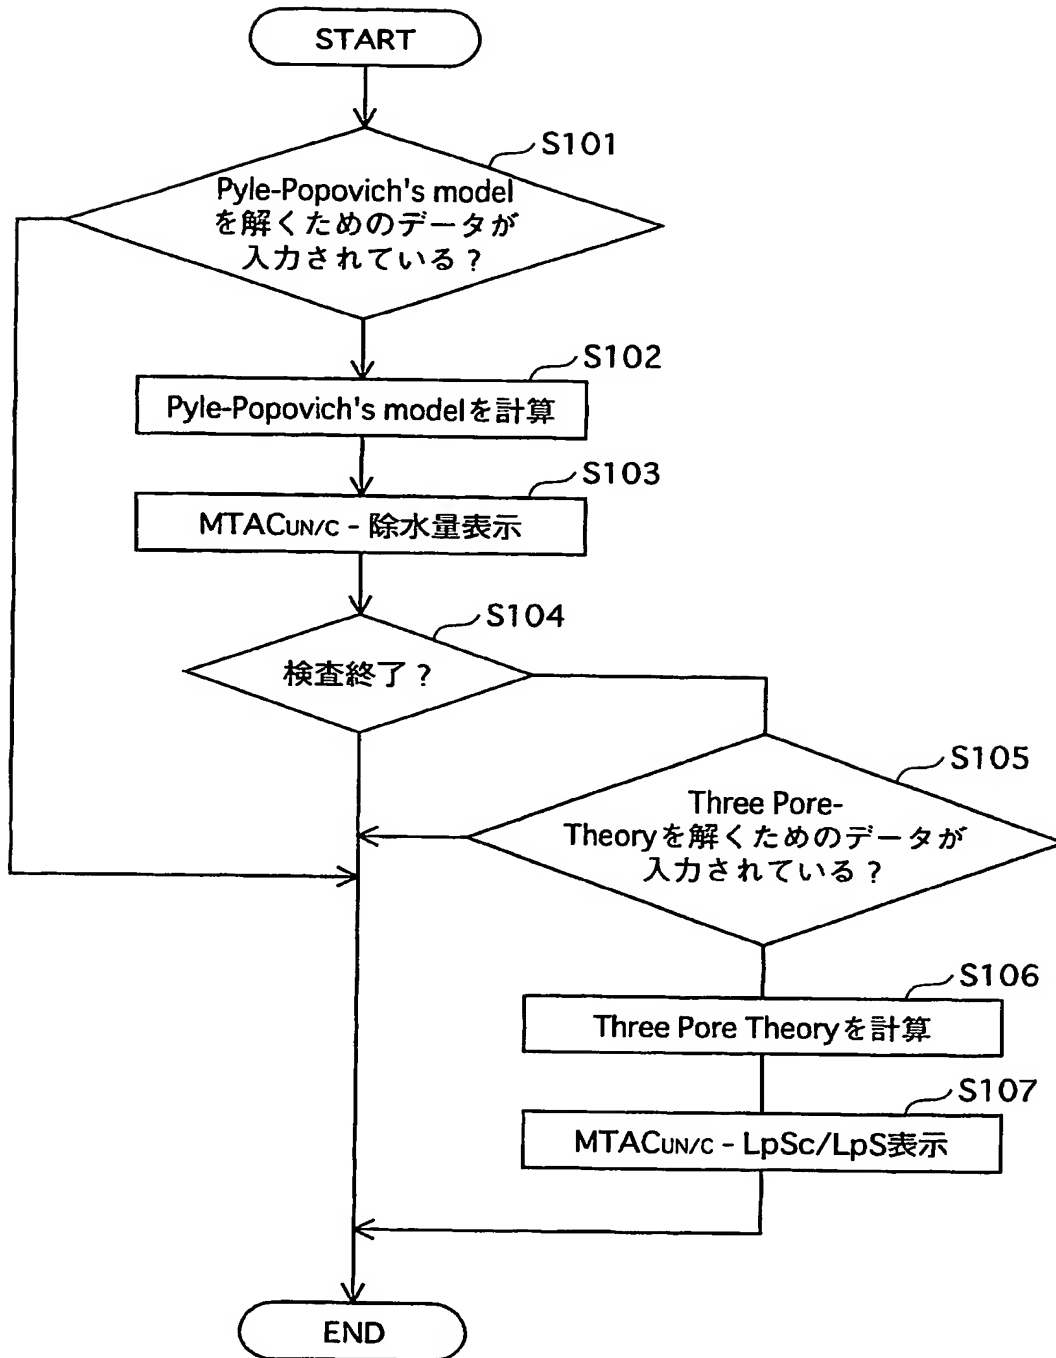 START
S101
Pyle-Popovich's model
を解くためのデータが
入力されている?
S102
Pyle-Popovich's modelを計算
S103
MTACUN/C - 除水量表示
S104
検査終了?
S105
Three Pore-
Theoryを解くためのデータが
入力されている?
S106
Three Pore Theoryを計算
S107
MTACUN/C - LpSc/LpS表示
END